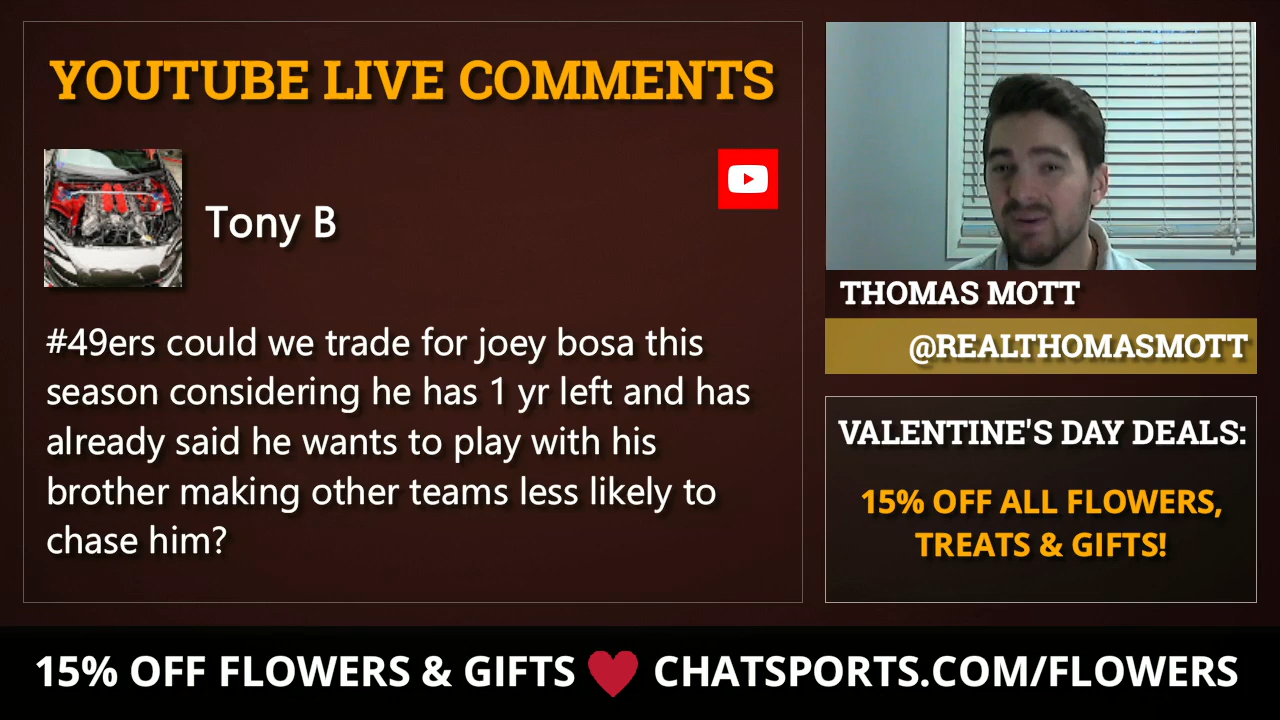 YOUTUBE LIVE COMMENTS
Tony B
#49ers could we trade for joey bosa this
season considering he has 1 yr left and has
already said he wants to play with his
brother making other teams less likely to
chase him?
THOMAS MOTT
@REALTHOMASMOTT
VALENTINE'S DAY DEALS:
15% OFF ALL FLOWERS,
TREATS & GIFTS!
15% OFF FLOWERS & GIFTS CHATSPORTS.COM/FLOWERS